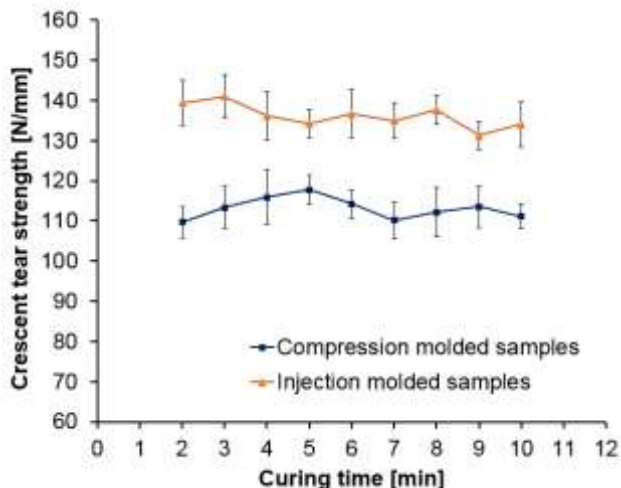 160
150
140
130
120
110
100
90
80
70
60
Crescent tear strength [N/mm]
Compression molded samples
Injection molded samples
0 1 2 3 4 5 6 7 8 9 10 11 12
Curing time [min]